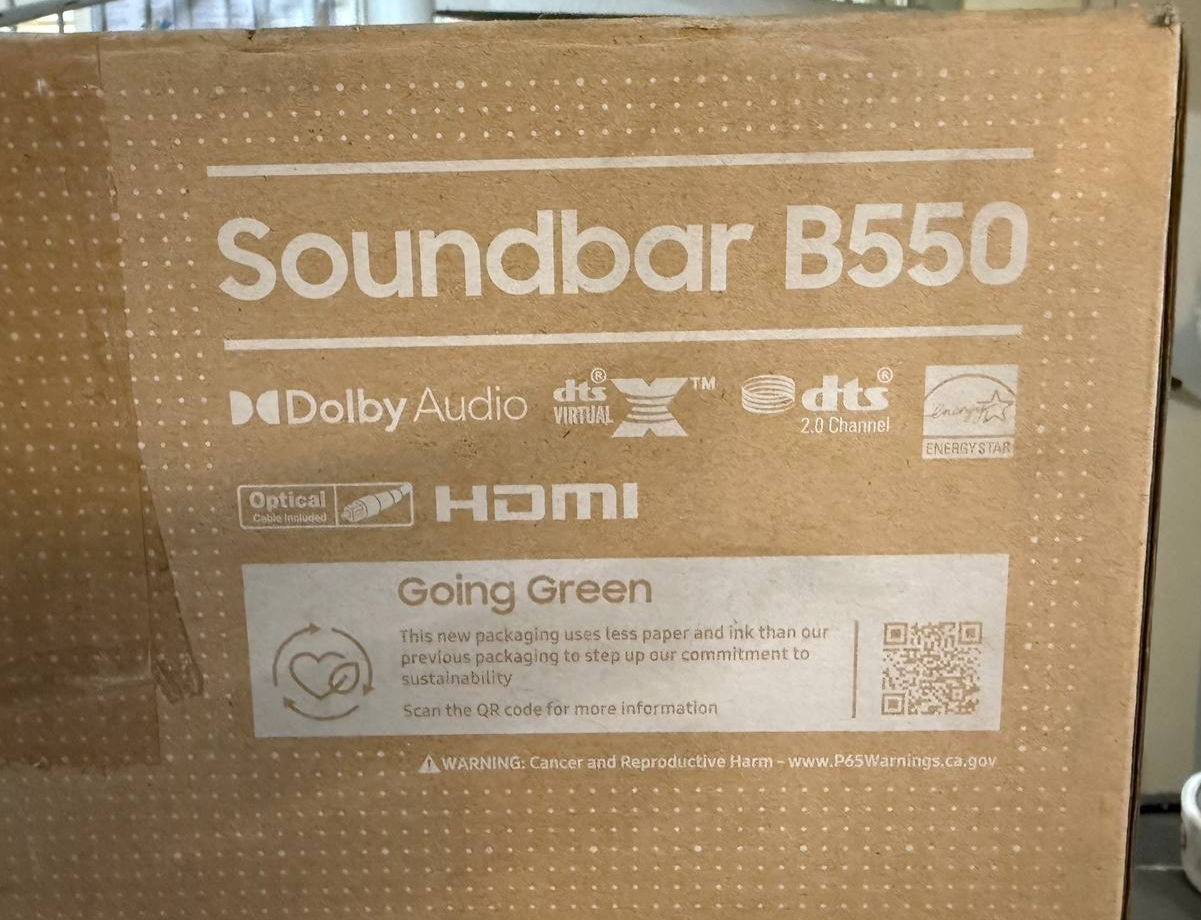 Soundbar B550
Dolby Audio
dts®
VIRTUAL X™
dts®
2.0 Channel
energy
ENERGY STAR
Optical
Cable Included
HDMI
Going Green
This new packaging uses less paper and ink than our
previous packaging to step up our commitment to
sustainability
Scan the QR code for more information
WARNING: Cancer and Reproductive Harm – www.P65Warnings.ca.gov